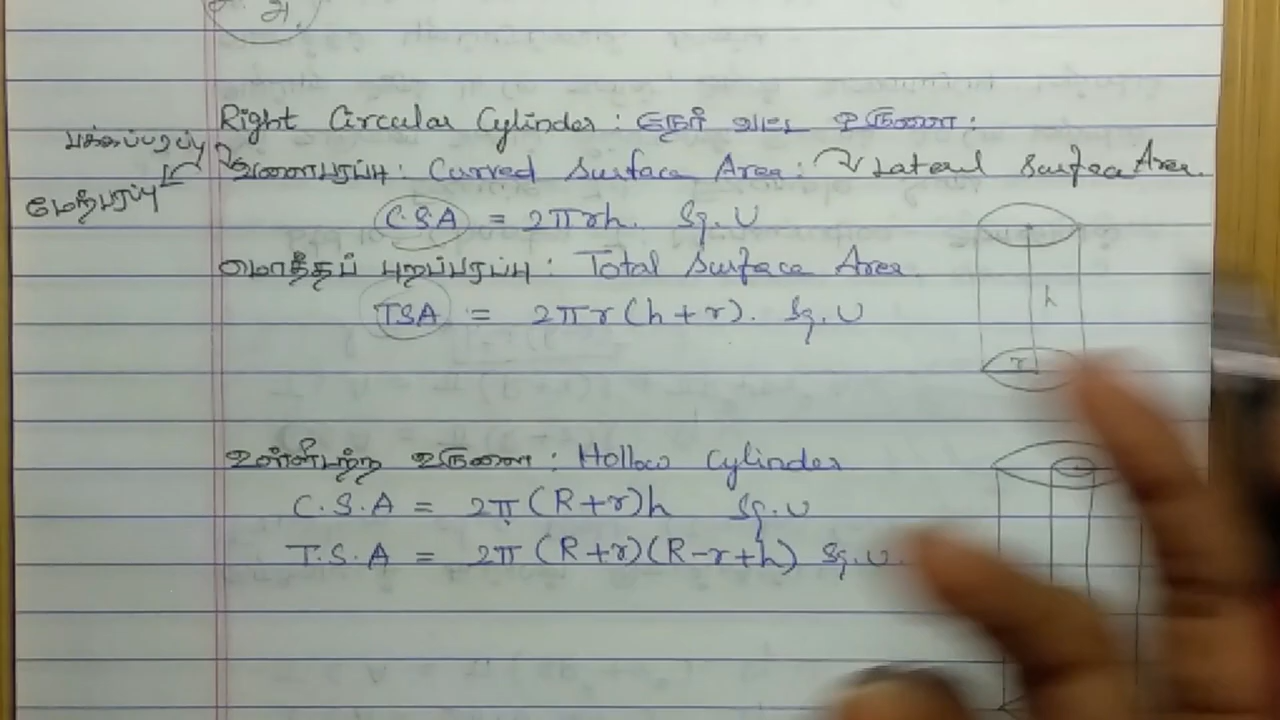 Right Circular Cylinder : நேர் வட்ட உருளை :
பக்கப்பரப்பு
வளைபரப்பு : Curved Surface Area : Lateral Surface Area.
மேற்பரப்பு
C.S.A = 2πrh. Sq. U
மொத்தப் புறப்பரப்பு : Total Surface Area
TSA = 2πr(h+r). Sq. U
h
r
உள்ளீடற்ற உருளை : Hollow Cylinder
C.S.A = 2π(R+r)h Sq. U
T.S.A = 2π (R+r)(R-r+h) Sq. U.